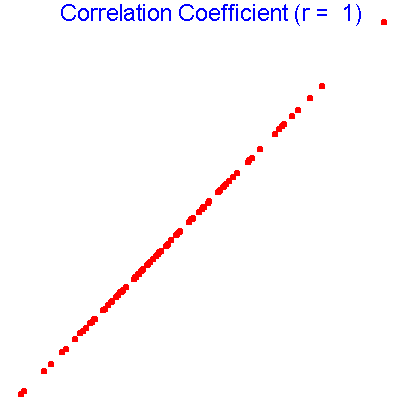 Correlation Coefficient (r =  1)